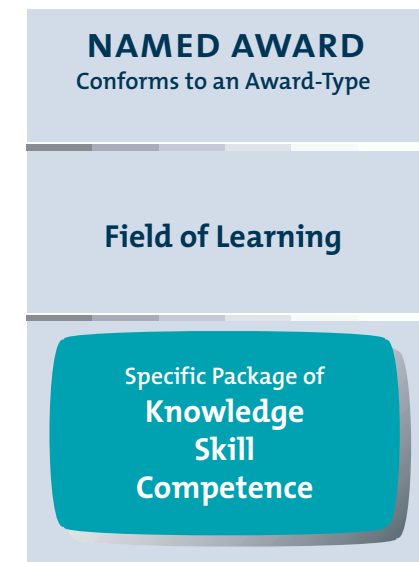 NAMED AWARD
Conforms to an Award-Type
Field of Learning
Specific Package of
Knowledge
Skill
Competence